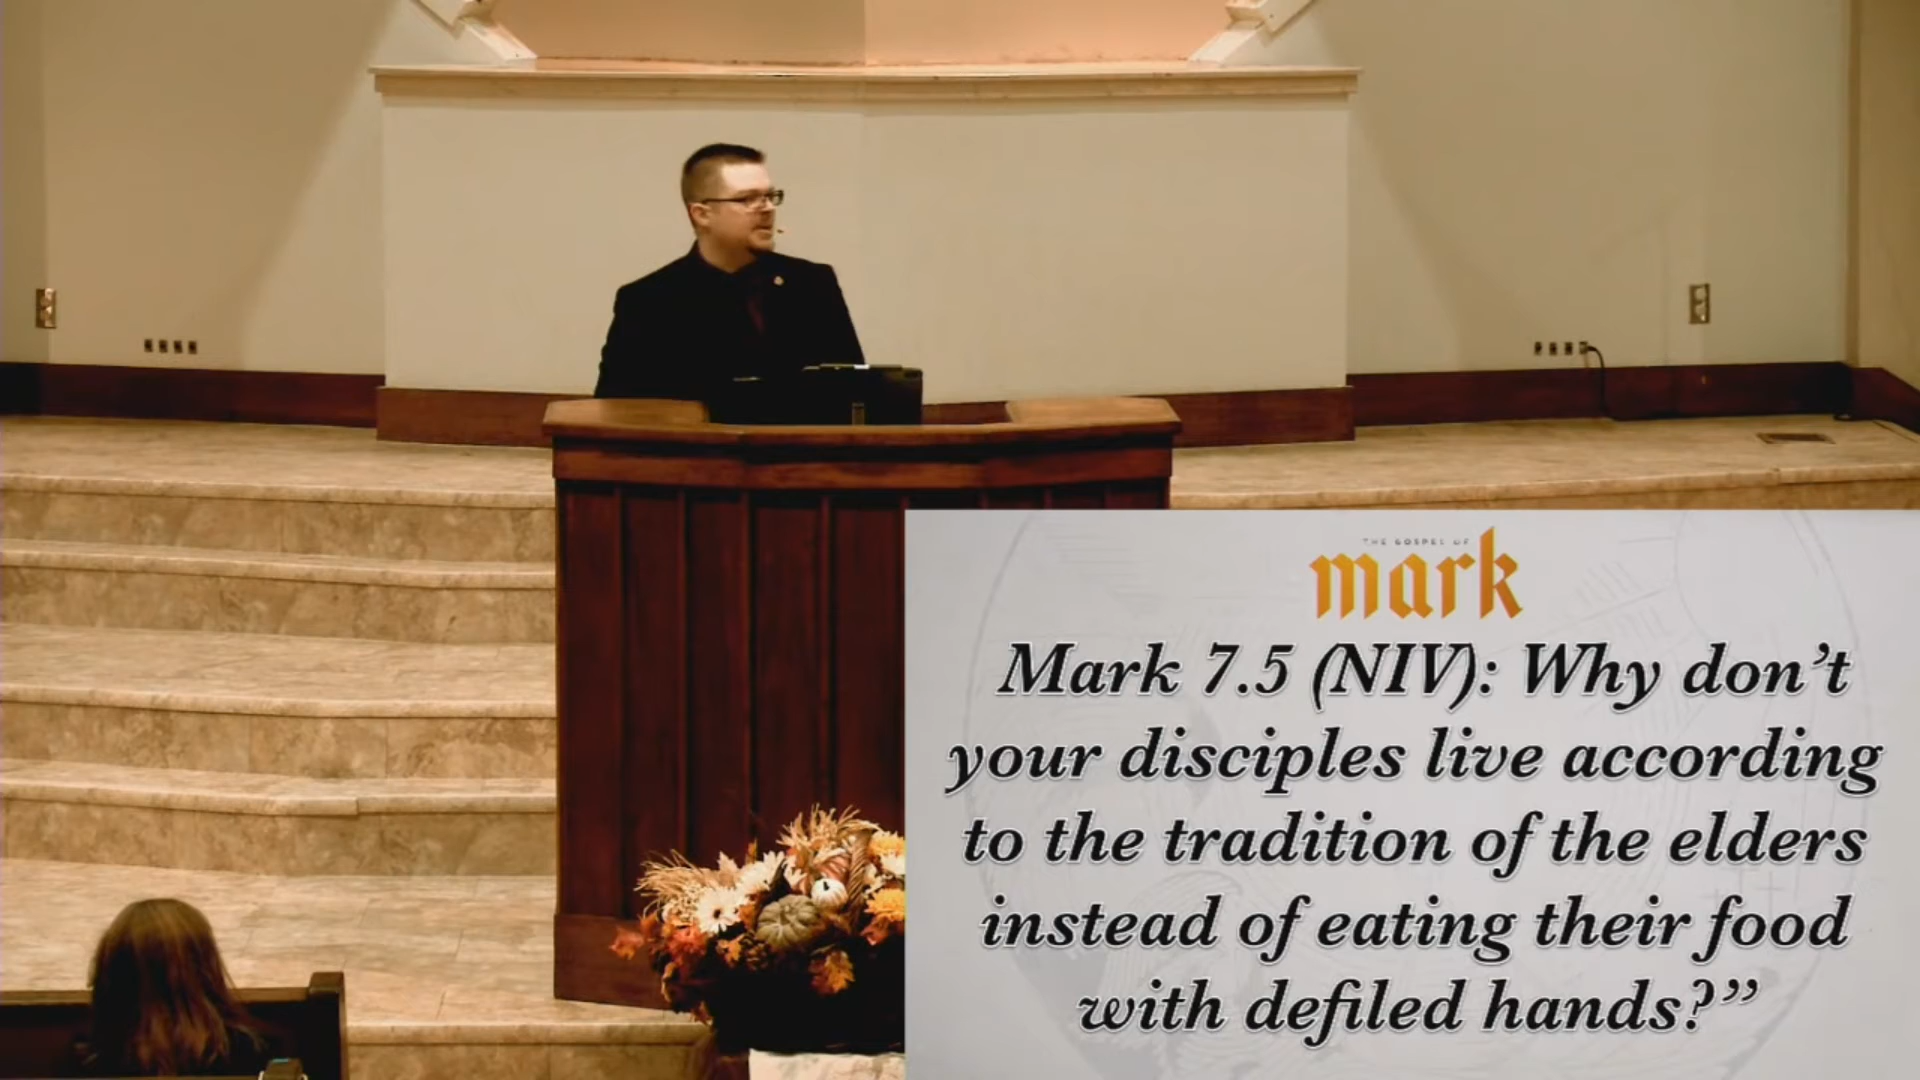 THE GOSPEL OF
mark
Mark 7.5 (NIV): Why don’t
your disciples live according
to the tradition of the elders
instead of eating their food
with defiled hands?”